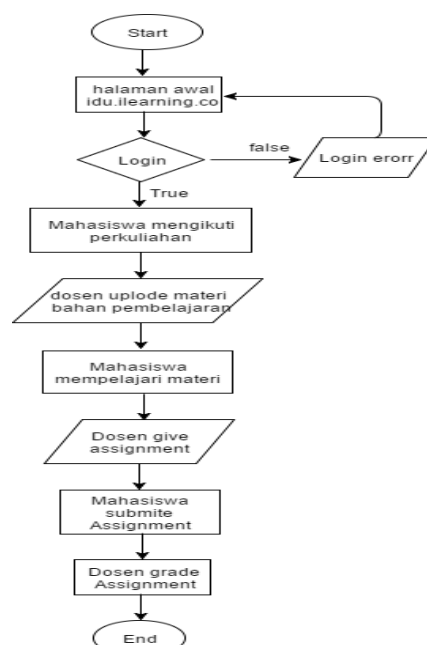 Start
halaman awal
idu.ilearning.co
Login
false
Login erorr
True
Mahasiswa mengikuti
perkuliahan
dosen uplode materi
bahan pembelajaran
Mahasiswa
mempelajari materi
Dosen give
assignment
Mahasiswa
submite
Assignment
Dosen grade
Assignment
End